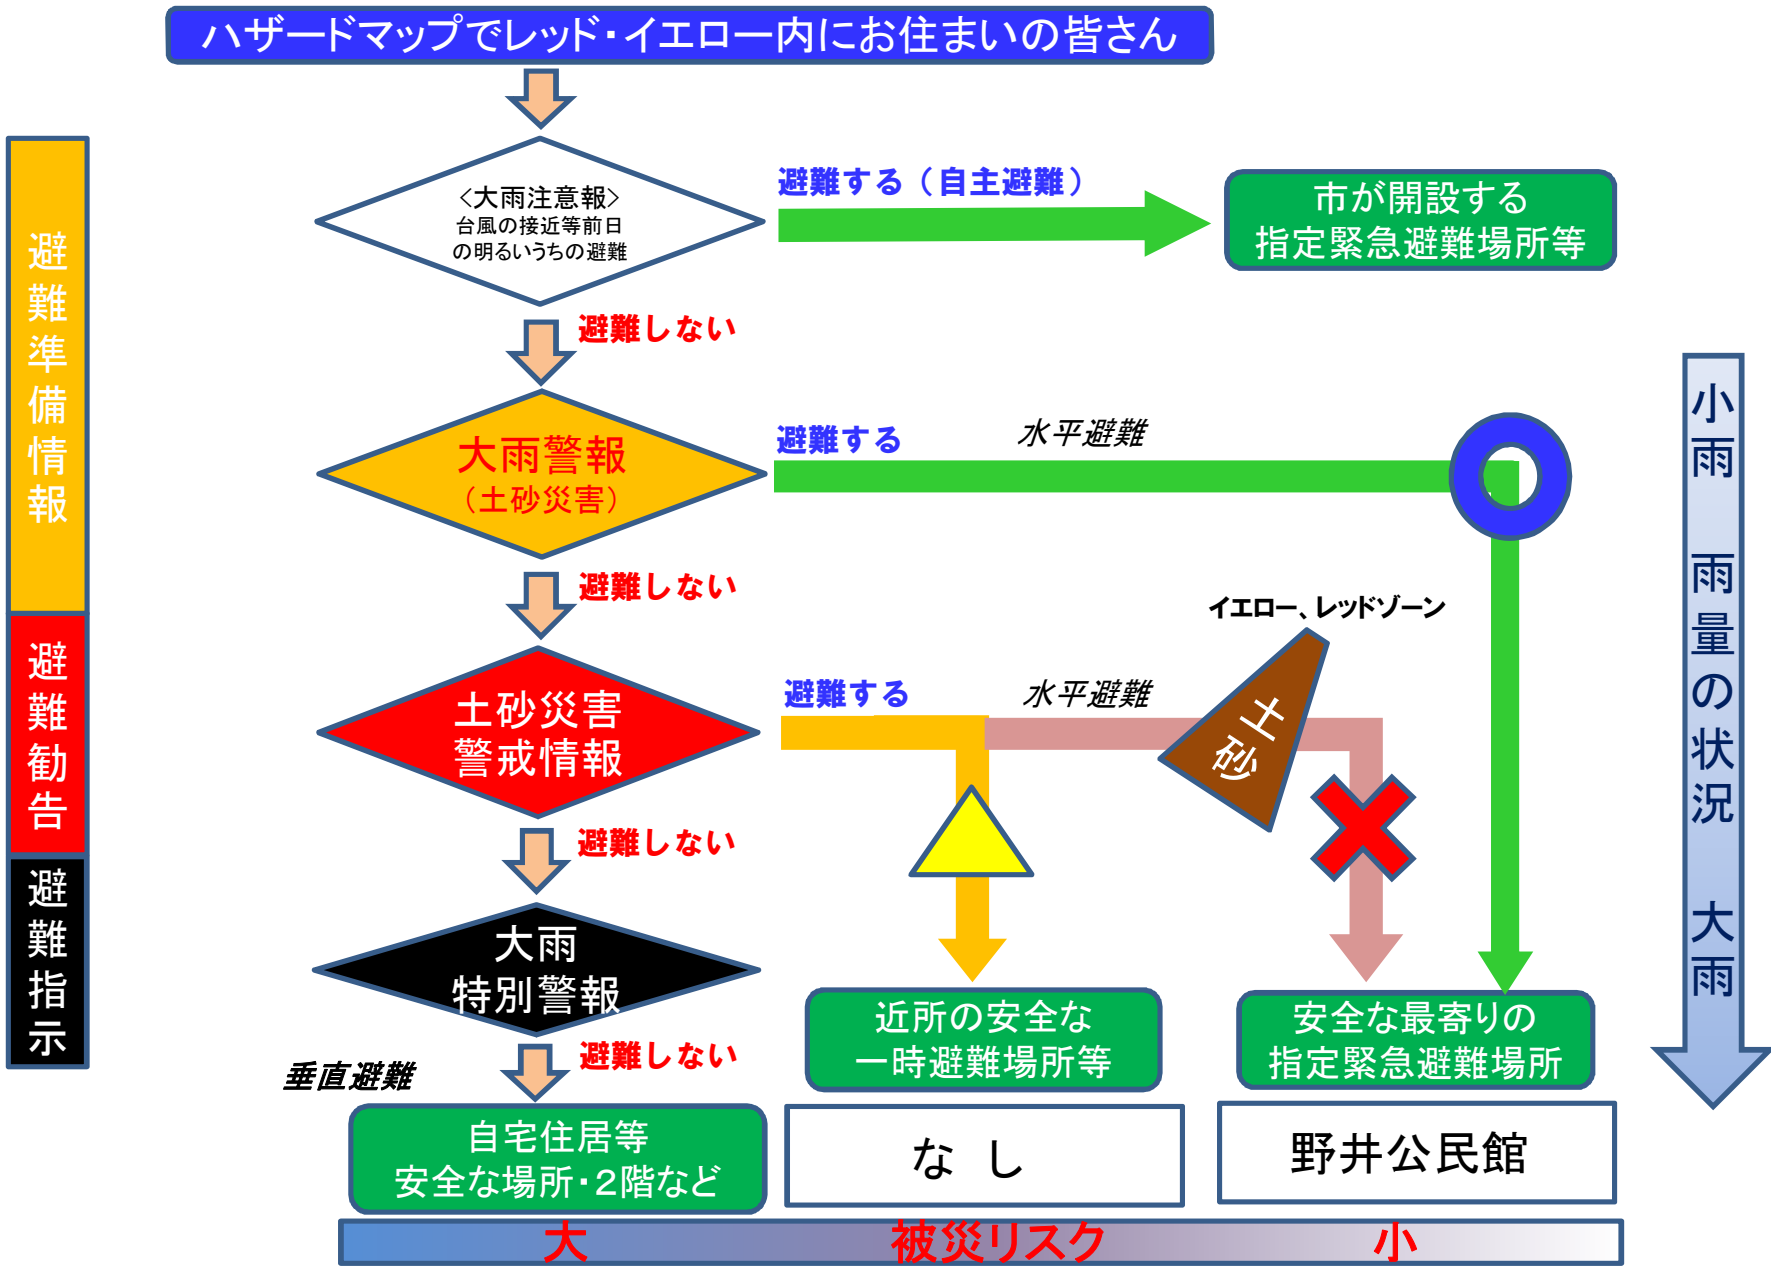 ハザードマップでレッド・イエロー内にお住まいの皆さん
避難準備情報
避難勧告
避難指示
<大雨注意報>
台風の接近等前日
の明るいうちの避難
避難する(自主避難)
市が開設する
指定緊急避難場所等
避難しない
大雨警報
(土砂災害)
避難する
水平避難
避難しない
イエロー、レッドゾーン
土砂災害
警戒情報
避難する
水平避難
土砂
避難しない
大雨
特別警報
避難しない
垂直避難
近所の安全な
一時避難場所等
安全な最寄りの
指定緊急避難場所
自宅住居等
安全な場所・2階など
なし
野井公民館
大 被災リスク 小
小雨 雨量の状況 大雨